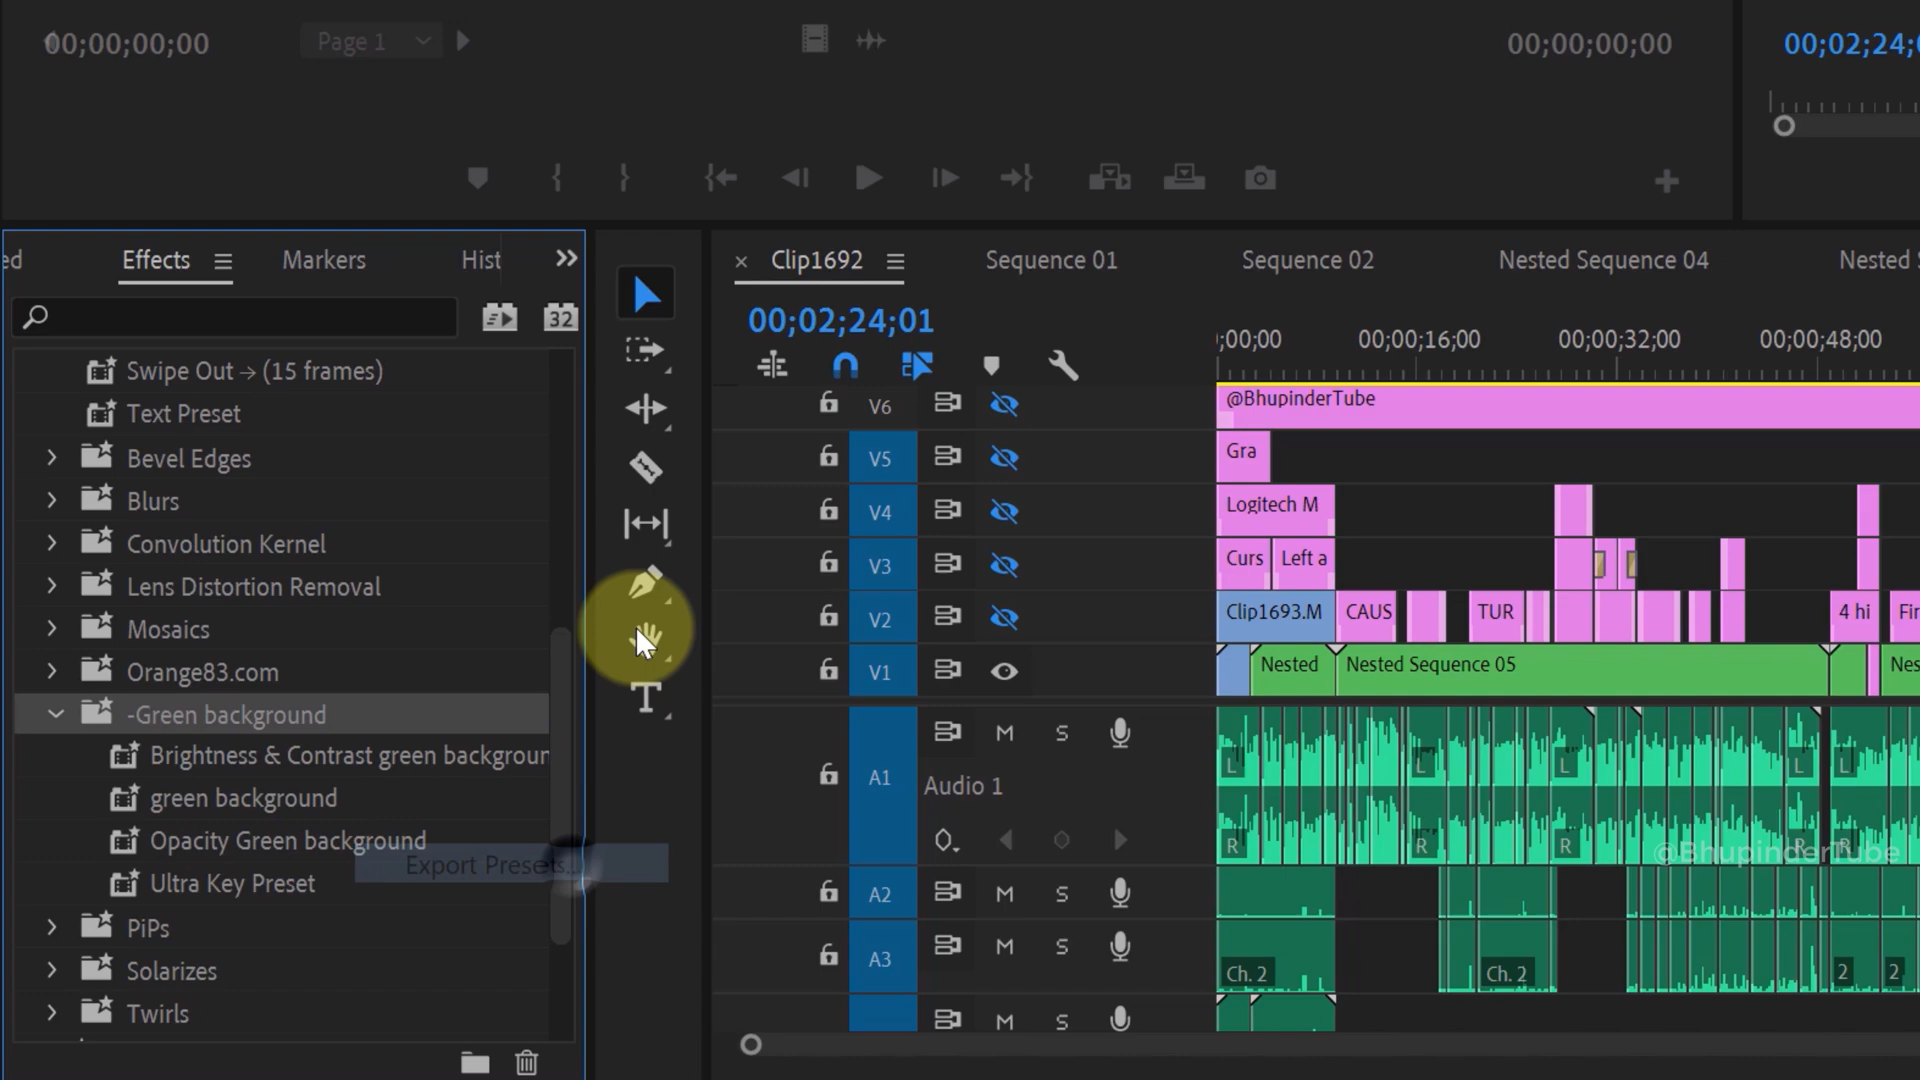 00;00;00;00
Page 1
00;00;00;00
00;02;24;
Effects
Markers
Hist
32
Swipe Out → (15 frames)
Text Preset
Bevel Edges
Blurs
Convolution Kernel
Lens Distortion Removal
Mosaics
Orange83.com
-Green background
Brightness & Contrast green backgroun
green background
Opacity Green background
Export Presets...
Ultra Key Preset
PiPs
Solarizes
Twirls
T
Clip1692
Sequence 01
Sequence 02
Nested Sequence 04
Nested
00;02;24;01
;00;00
00;00;16;00
00;00;32;00
00;00;48;00
V6
@BhupinderTube
V5
Gra
V4
Logitech M
V3
Curs
Left a
V2
Clip1693.M
CAUS
TUR
4 hi
Fir
V1
Nested
Nested Sequence 05
Nes
A1
M
S
Audio 1
L
L
L
L
L
R
R
R
R
R
@BhupinderTube
A2
M
S
A3
M
S
Ch. 2
Ch. 2
2
2
M
S